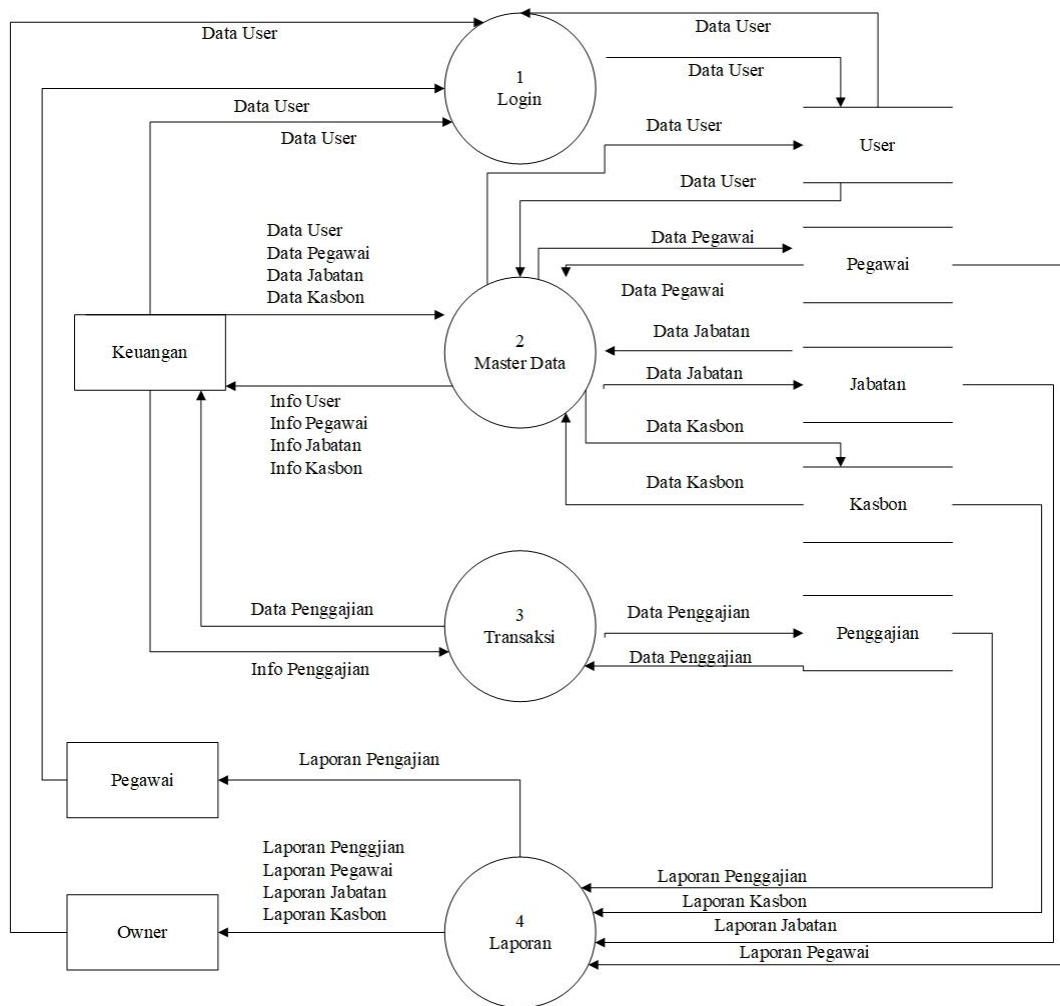 Data User
Data User
1
Login
Data User
Data User
Data User
Data User
User
Data User
Data User
Data Pegawai
Data Jabatan
Data Kasbon
Data Pegawai
Pegawai
Data Pegawai
Keuangan
2
Master Data
Data Jabatan
Data Jabatan
Jabatan
Info User
Info Pegawai
Info Jabatan
Info Kasbon
Data Kasbon
Data Kasbon
Kasbon
Data Penggajian
3
Transaksi
Data Penggajian
Penggajian
Info Penggajian
Data Penggajian
Pegawai
Laporan Pengajian
Laporan Penggjian
Laporan Pegawai
Laporan Jabatan
Laporan Kasbon
Owner
4
Laporan
Laporan Penggajian
Laporan Kasbon
Laporan Jabatan
Laporan Pegawai